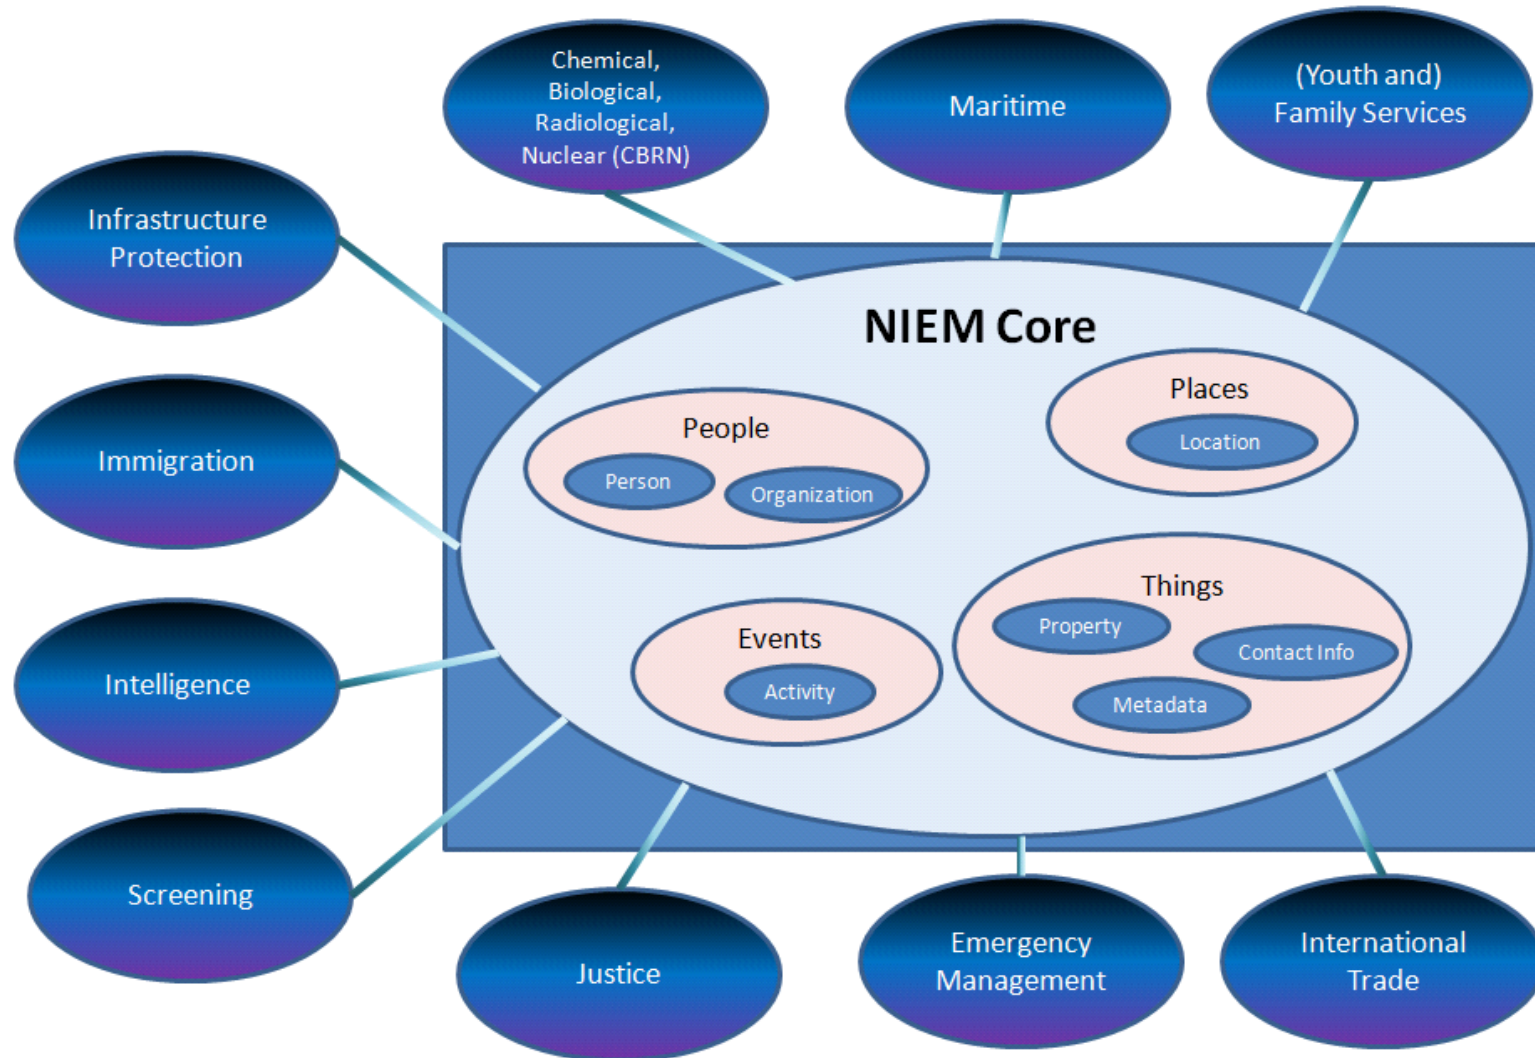 Chemical,
Biological,
Radiological,
Nuclear (CBRN)
Maritime
(Youth and)
Family Services
Infrastructure
Protection
Immigration
Intelligence
Screening
NIEM Core
People
Person
Organization
Places
Location
Events
Activity
Things
Property
Contact Info
Metadata
Justice
Emergency
Management
International
Trade